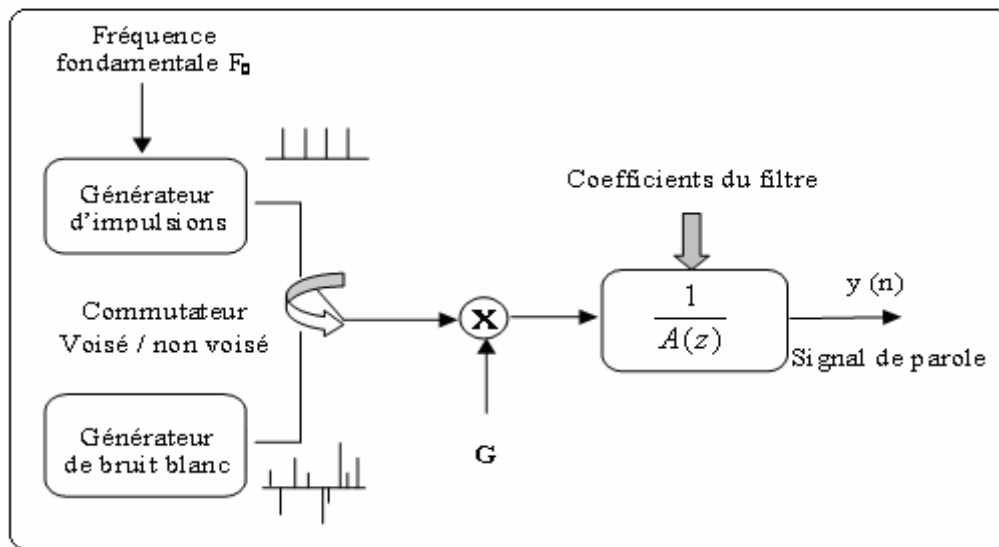 Fréquence
fondamentale F₀
Générateur
d'impulsions
Coefficients du filtre
Commutateur
Voisé / non voisé
X
1
A(z)
y (n)
Signal de parole
G
Générateur
de bruit blanc